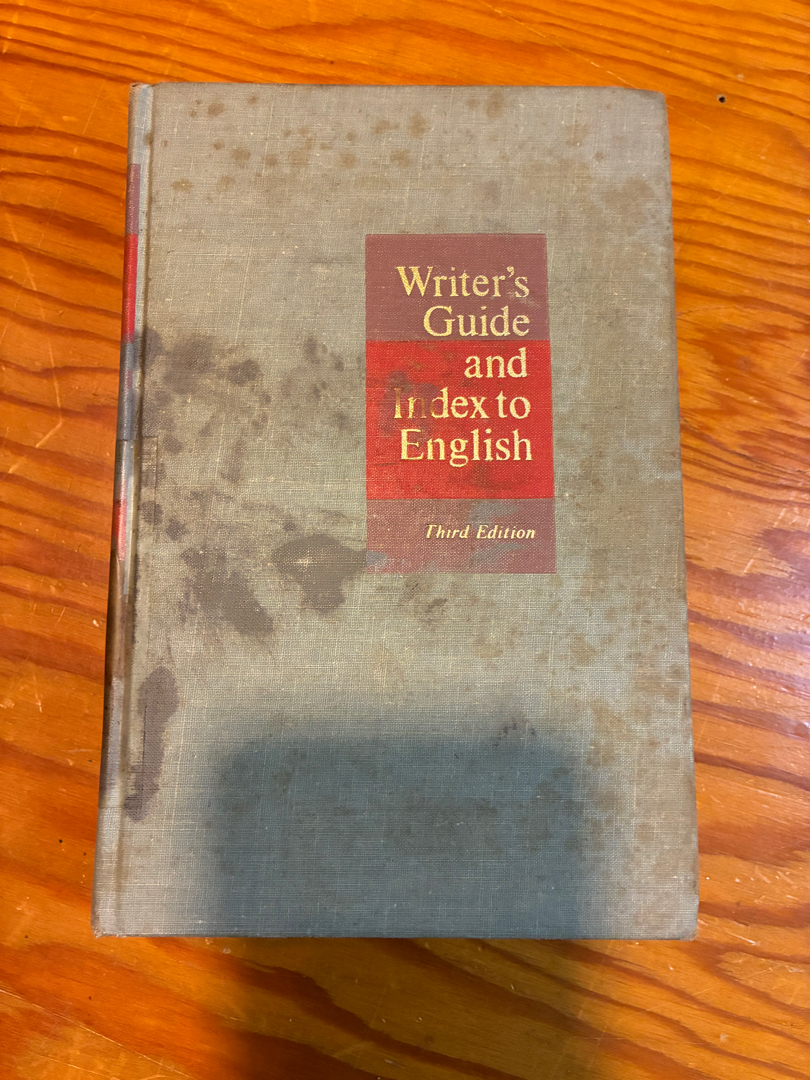 Writer's
Guide
and
Index to
English
Third Edition